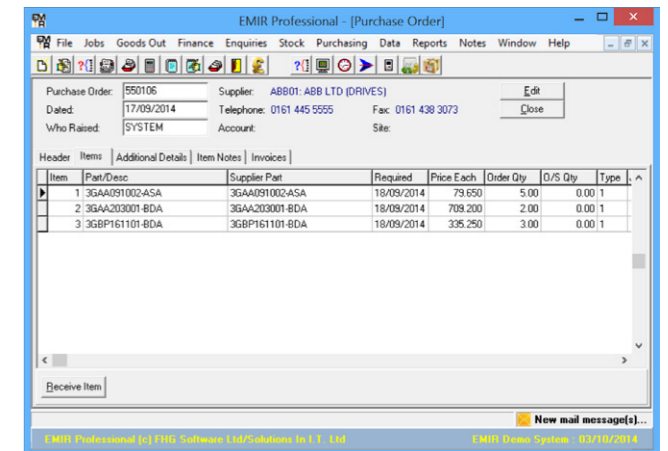 EMIR Professional - [Purchase Order]
File Jobs Goods Out Finance Enquiries Stock Purchasing Data Reports Notes Window Help
Purchase Order: 550106 Supplier: ABB01: ABB LTD (DRIVES) Edit
Dated: 17/09/2014 Telephone: 0161 445 5555 Fax: 0161 438 3073 Close
Who Raised: SYSTEM Account: Site:
Header Items Additional Details Item Notes Invoices
Item Part/Desc Supplier Part Required Price Each Order Qty O/S Qty Type
1 3GAA091002-ASA 3GAA091002-ASA 18/09/2014 79.650 5.00 0.00 1
2 3GAA203001-BDA 3GAA203001-BDA 18/09/2014 709.200 2.00 0.00 1
3 3GBP161101-BDA 3GBP161101-BDA 18/09/2014 335.250 3.00 0.00 1
Receive Item
New mail message(s)...
EMIR Professional (c) FHG Software Ltd/Solutions In I.T. Ltd EMIR Demo System : 03/10/2014